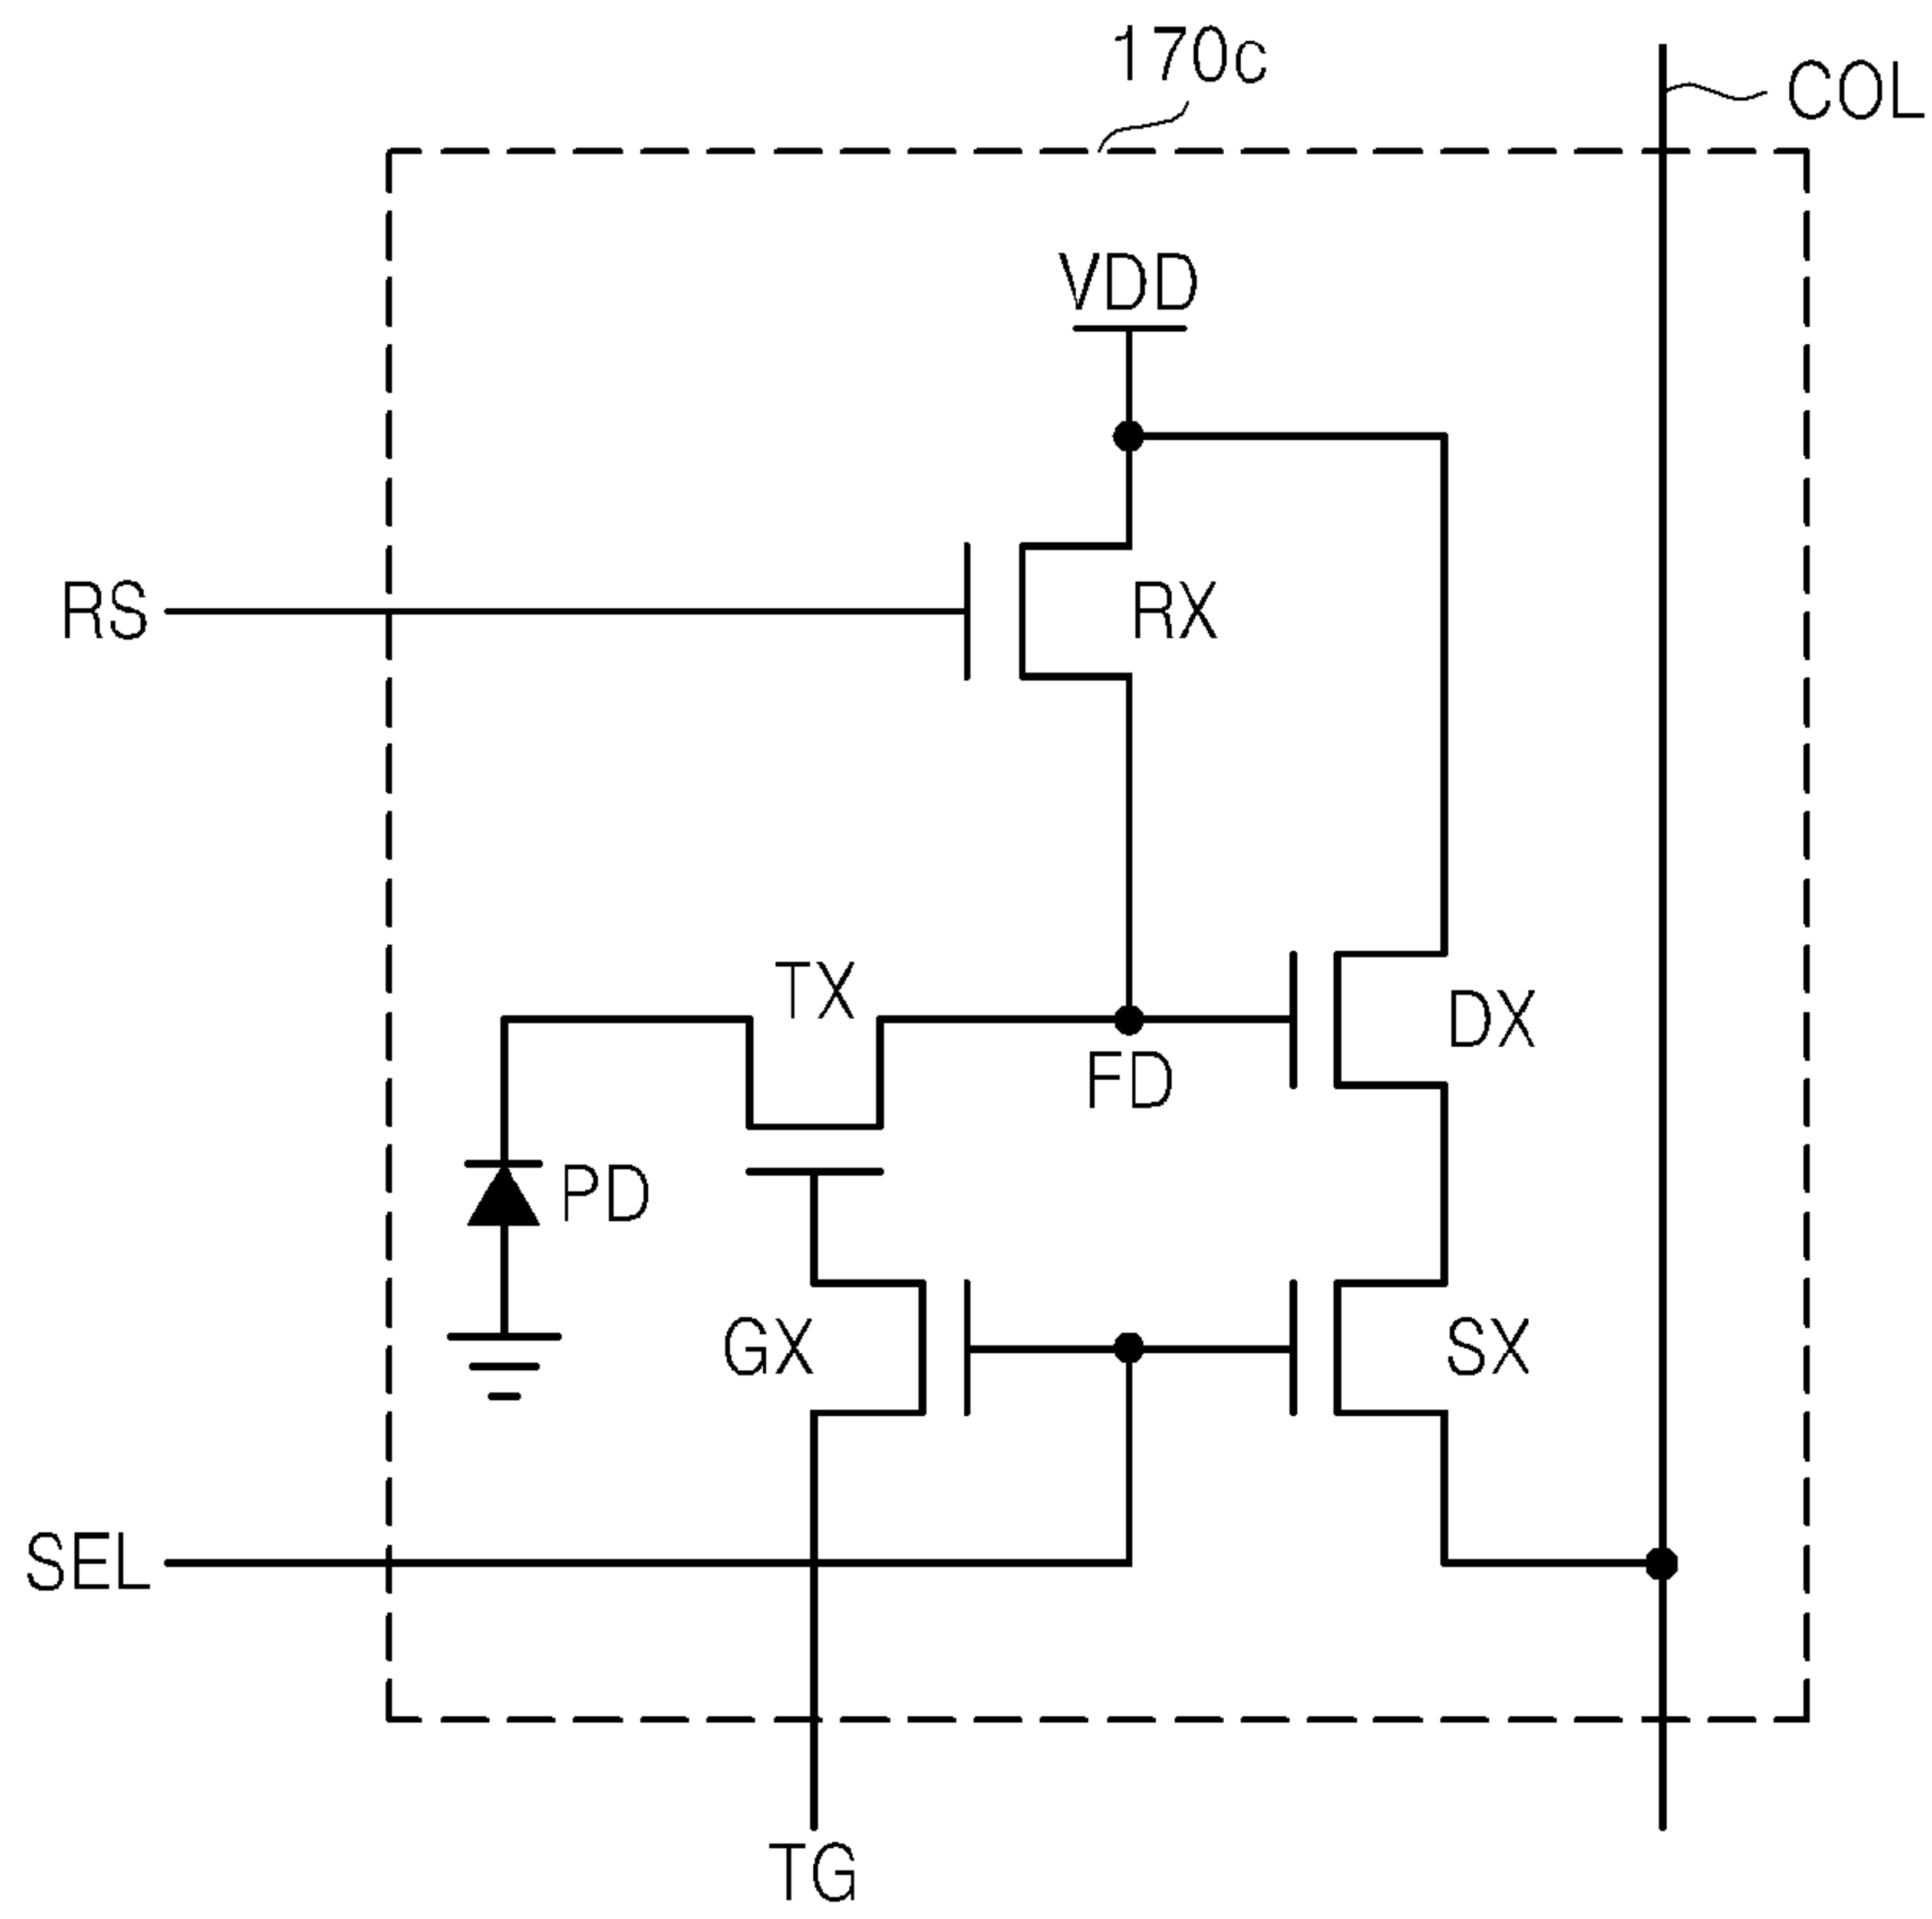 170c
COL
VDD
RS
RX
TX
DX
FD
PD
GX
SX
SEL
TG